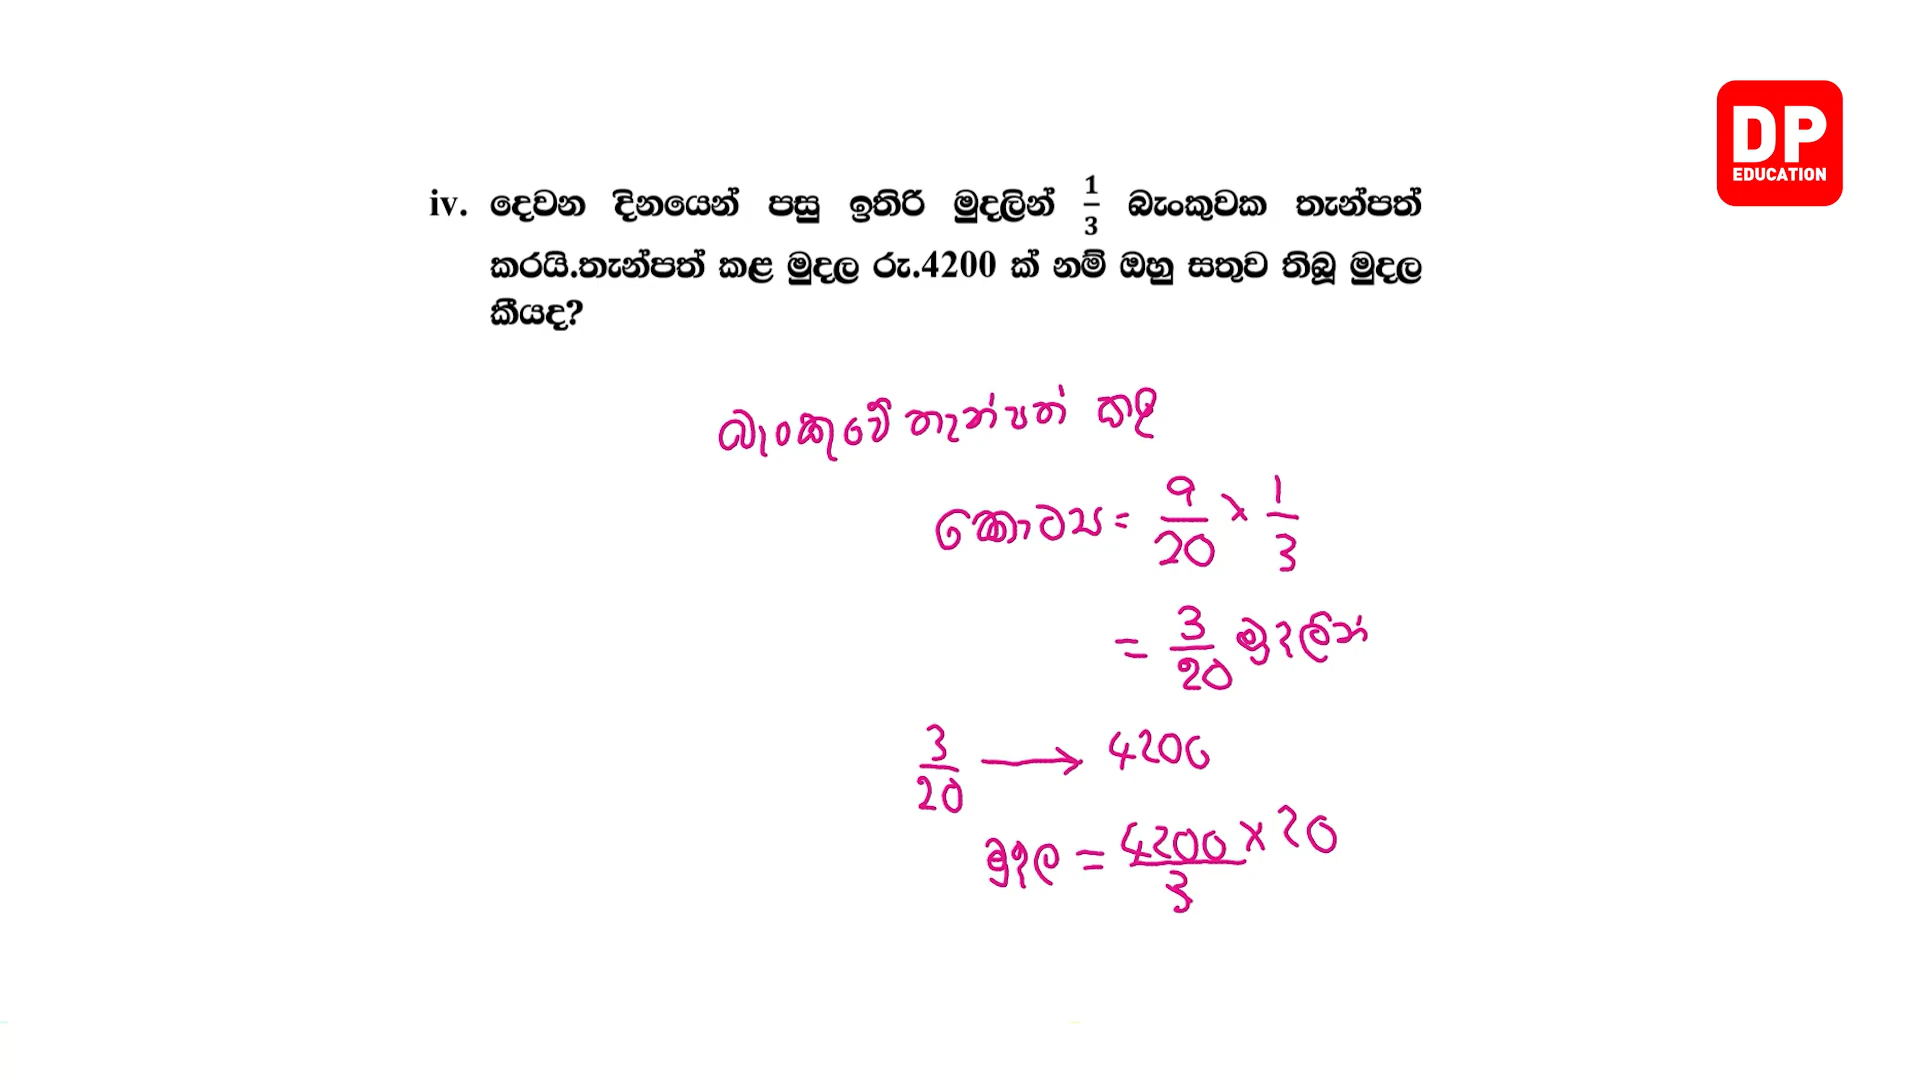 DP
EDUCATION
iv. දෙවන දිනයෙන් පසු ඉතිරි මුදලින් 1/3 බැංකුවක තැන්පත්
කරයි.තැන්පත් කළ මුදල රු.4200 ක් නම් ඔහු සතුව තිබූ මුදල
කීයද?
බැංකුවේ තැන්පත් කළ
කොටස = 9/20 × 1/3
= 3/20 මුදලින්
3/20 → 4200
මුදල = 4200/3 × 20